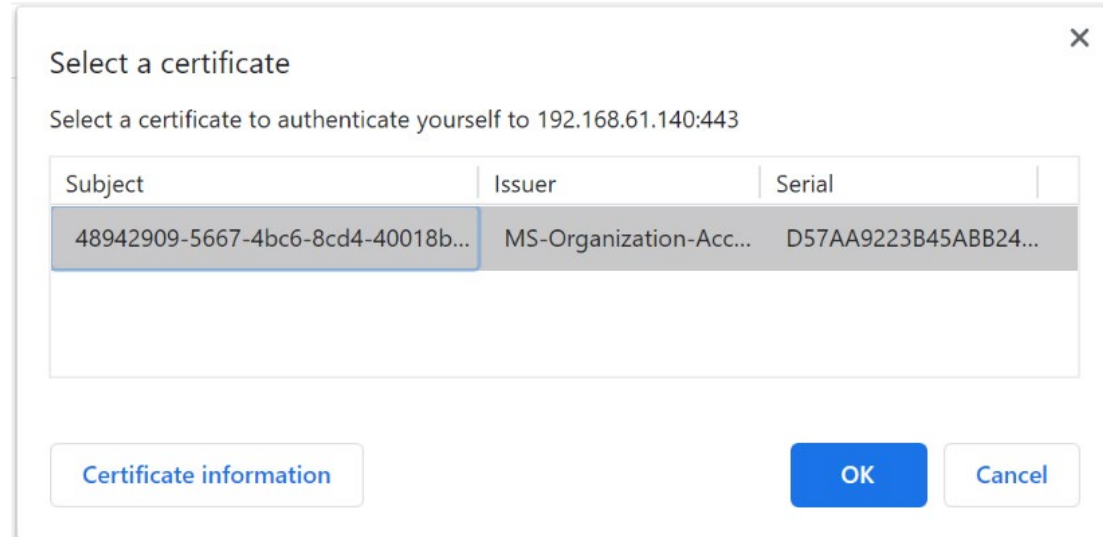 Select a certificate
Select a certificate to authenticate yourself to 192.168.61.140:443
Subject Issuer Serial
48942909-5667-4bc6-8cd4-40018b... MS-Organization-Acc... D57AA9223B45ABB24...
Certificate information OK Cancel